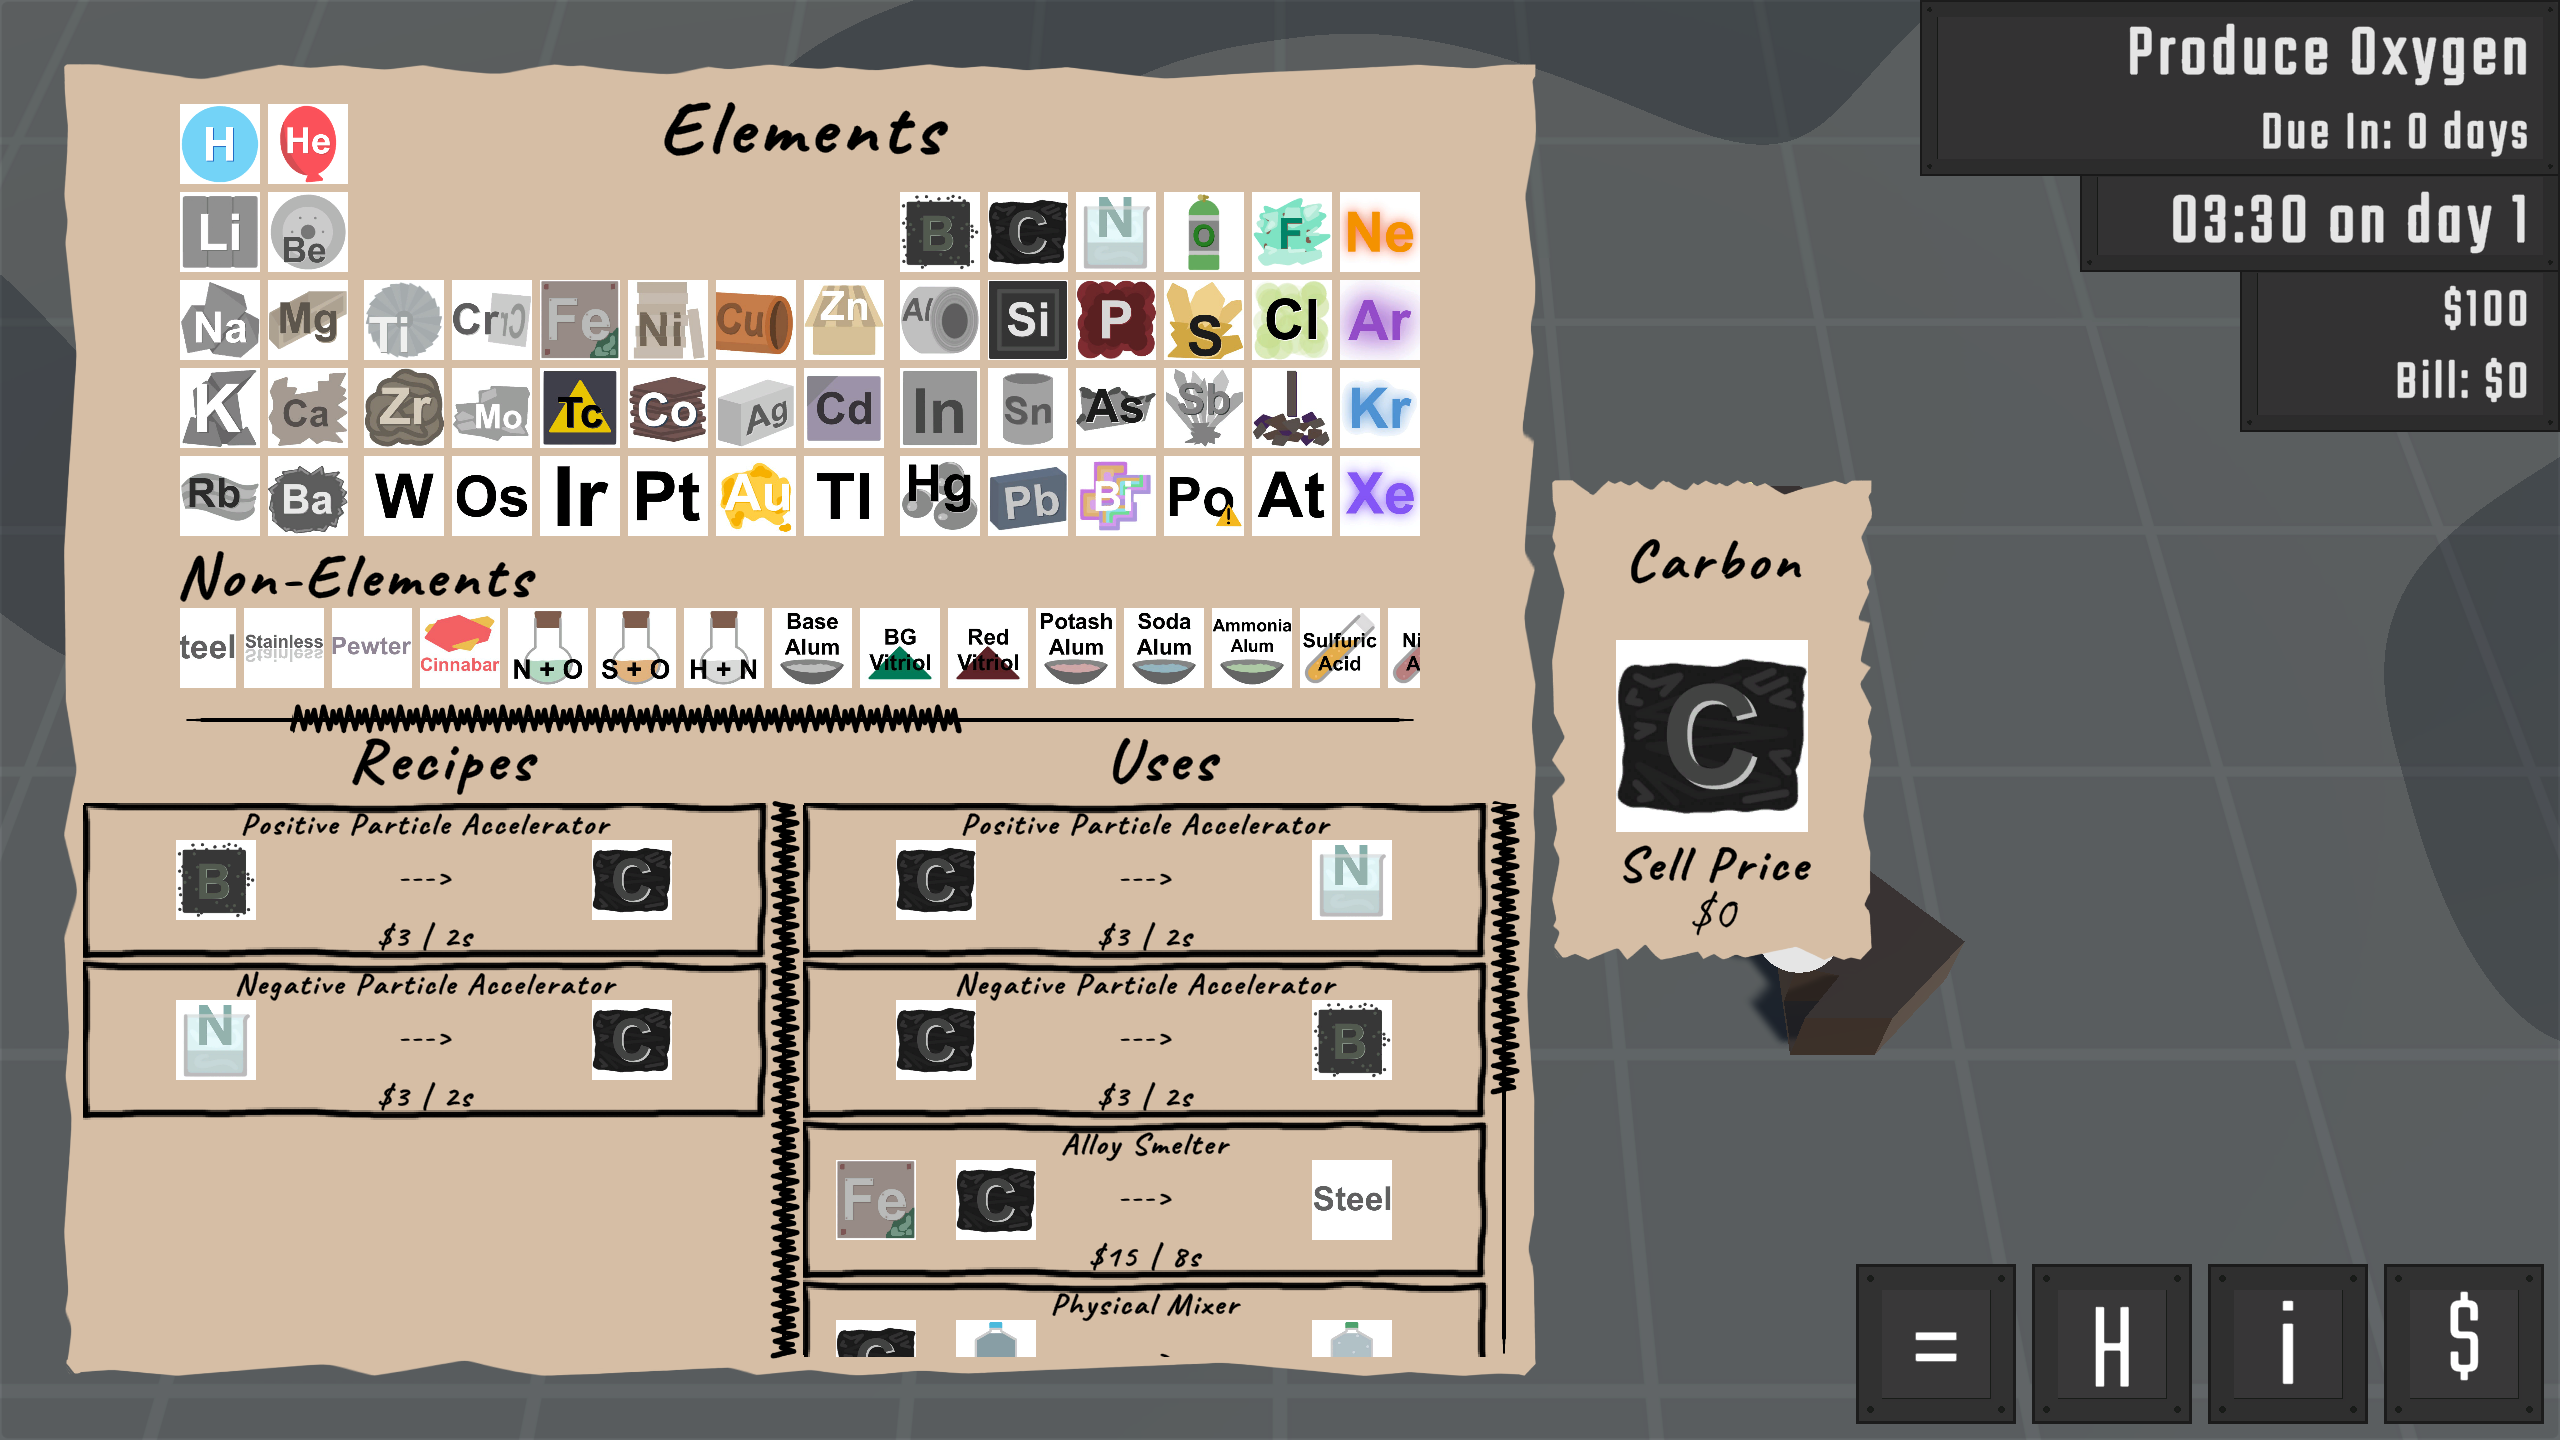 Produce Oxygen
Due In: 0 days
03:30 on day 1
$100
Bill: $0
Elements
H He
Li Be B C N O F Ne
Na Mg Ti Cr Fe Ni Cu Zn Al Si P S Cl Ar
K Ca Zr Mo Tc Co Ag Cd In Sn As Sb I Kr
Rb Ba W Os Ir Pt Au Tl Hg Pb Bi Po At Xe
Non-Elements
teel
Stainless
Pewter
Cinnabar
N + O
S + O
H + N
Base
Alum
BG
Vitriol
Red
Vitriol
Potash
Alum
Soda
Alum
Ammonia
Alum
Sulfuric
Acid
Ni
A
Recipes
Positive Particle Accelerator
B ---> C
$3 / 2s
Negative Particle Accelerator
N ---> C
$3 / 2s
Uses
Positive Particle Accelerator
C ---> N
$3 / 2s
Negative Particle Accelerator
C ---> B
$3 / 2s
Alloy Smelter
Fe C ---> Steel
$15 / 8s
Physical Mixer
C
Carbon
C
Sell Price
$0
= H i $